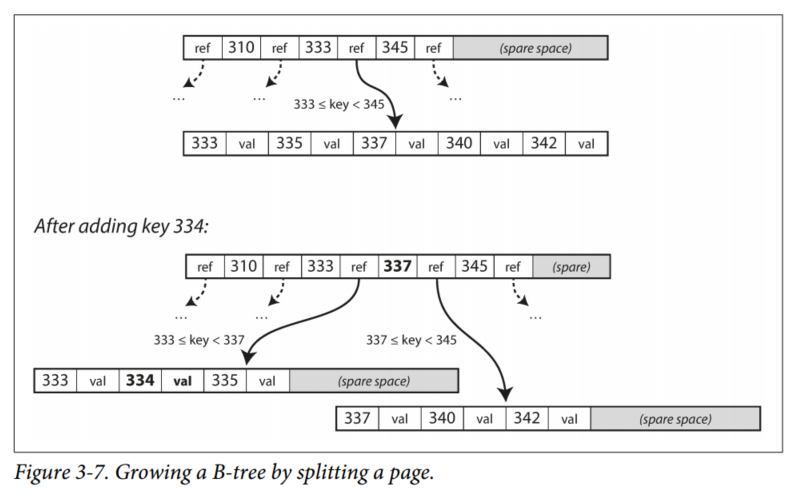 ref 310 ref 333 ref 345 ref (spare space)
... ... ...
333 ≤ key < 345
333 val 335 val 337 val 340 val 342 val
After adding key 334:
ref 310 ref 333 ref 337 ref 345 ref (spare)
... ... ...
333 ≤ key < 337 337 ≤ key < 345
333 val 334 val 335 val (spare space)
337 val 340 val 342 val (spare space)
Figure 3-7. Growing a B-tree by splitting a page.